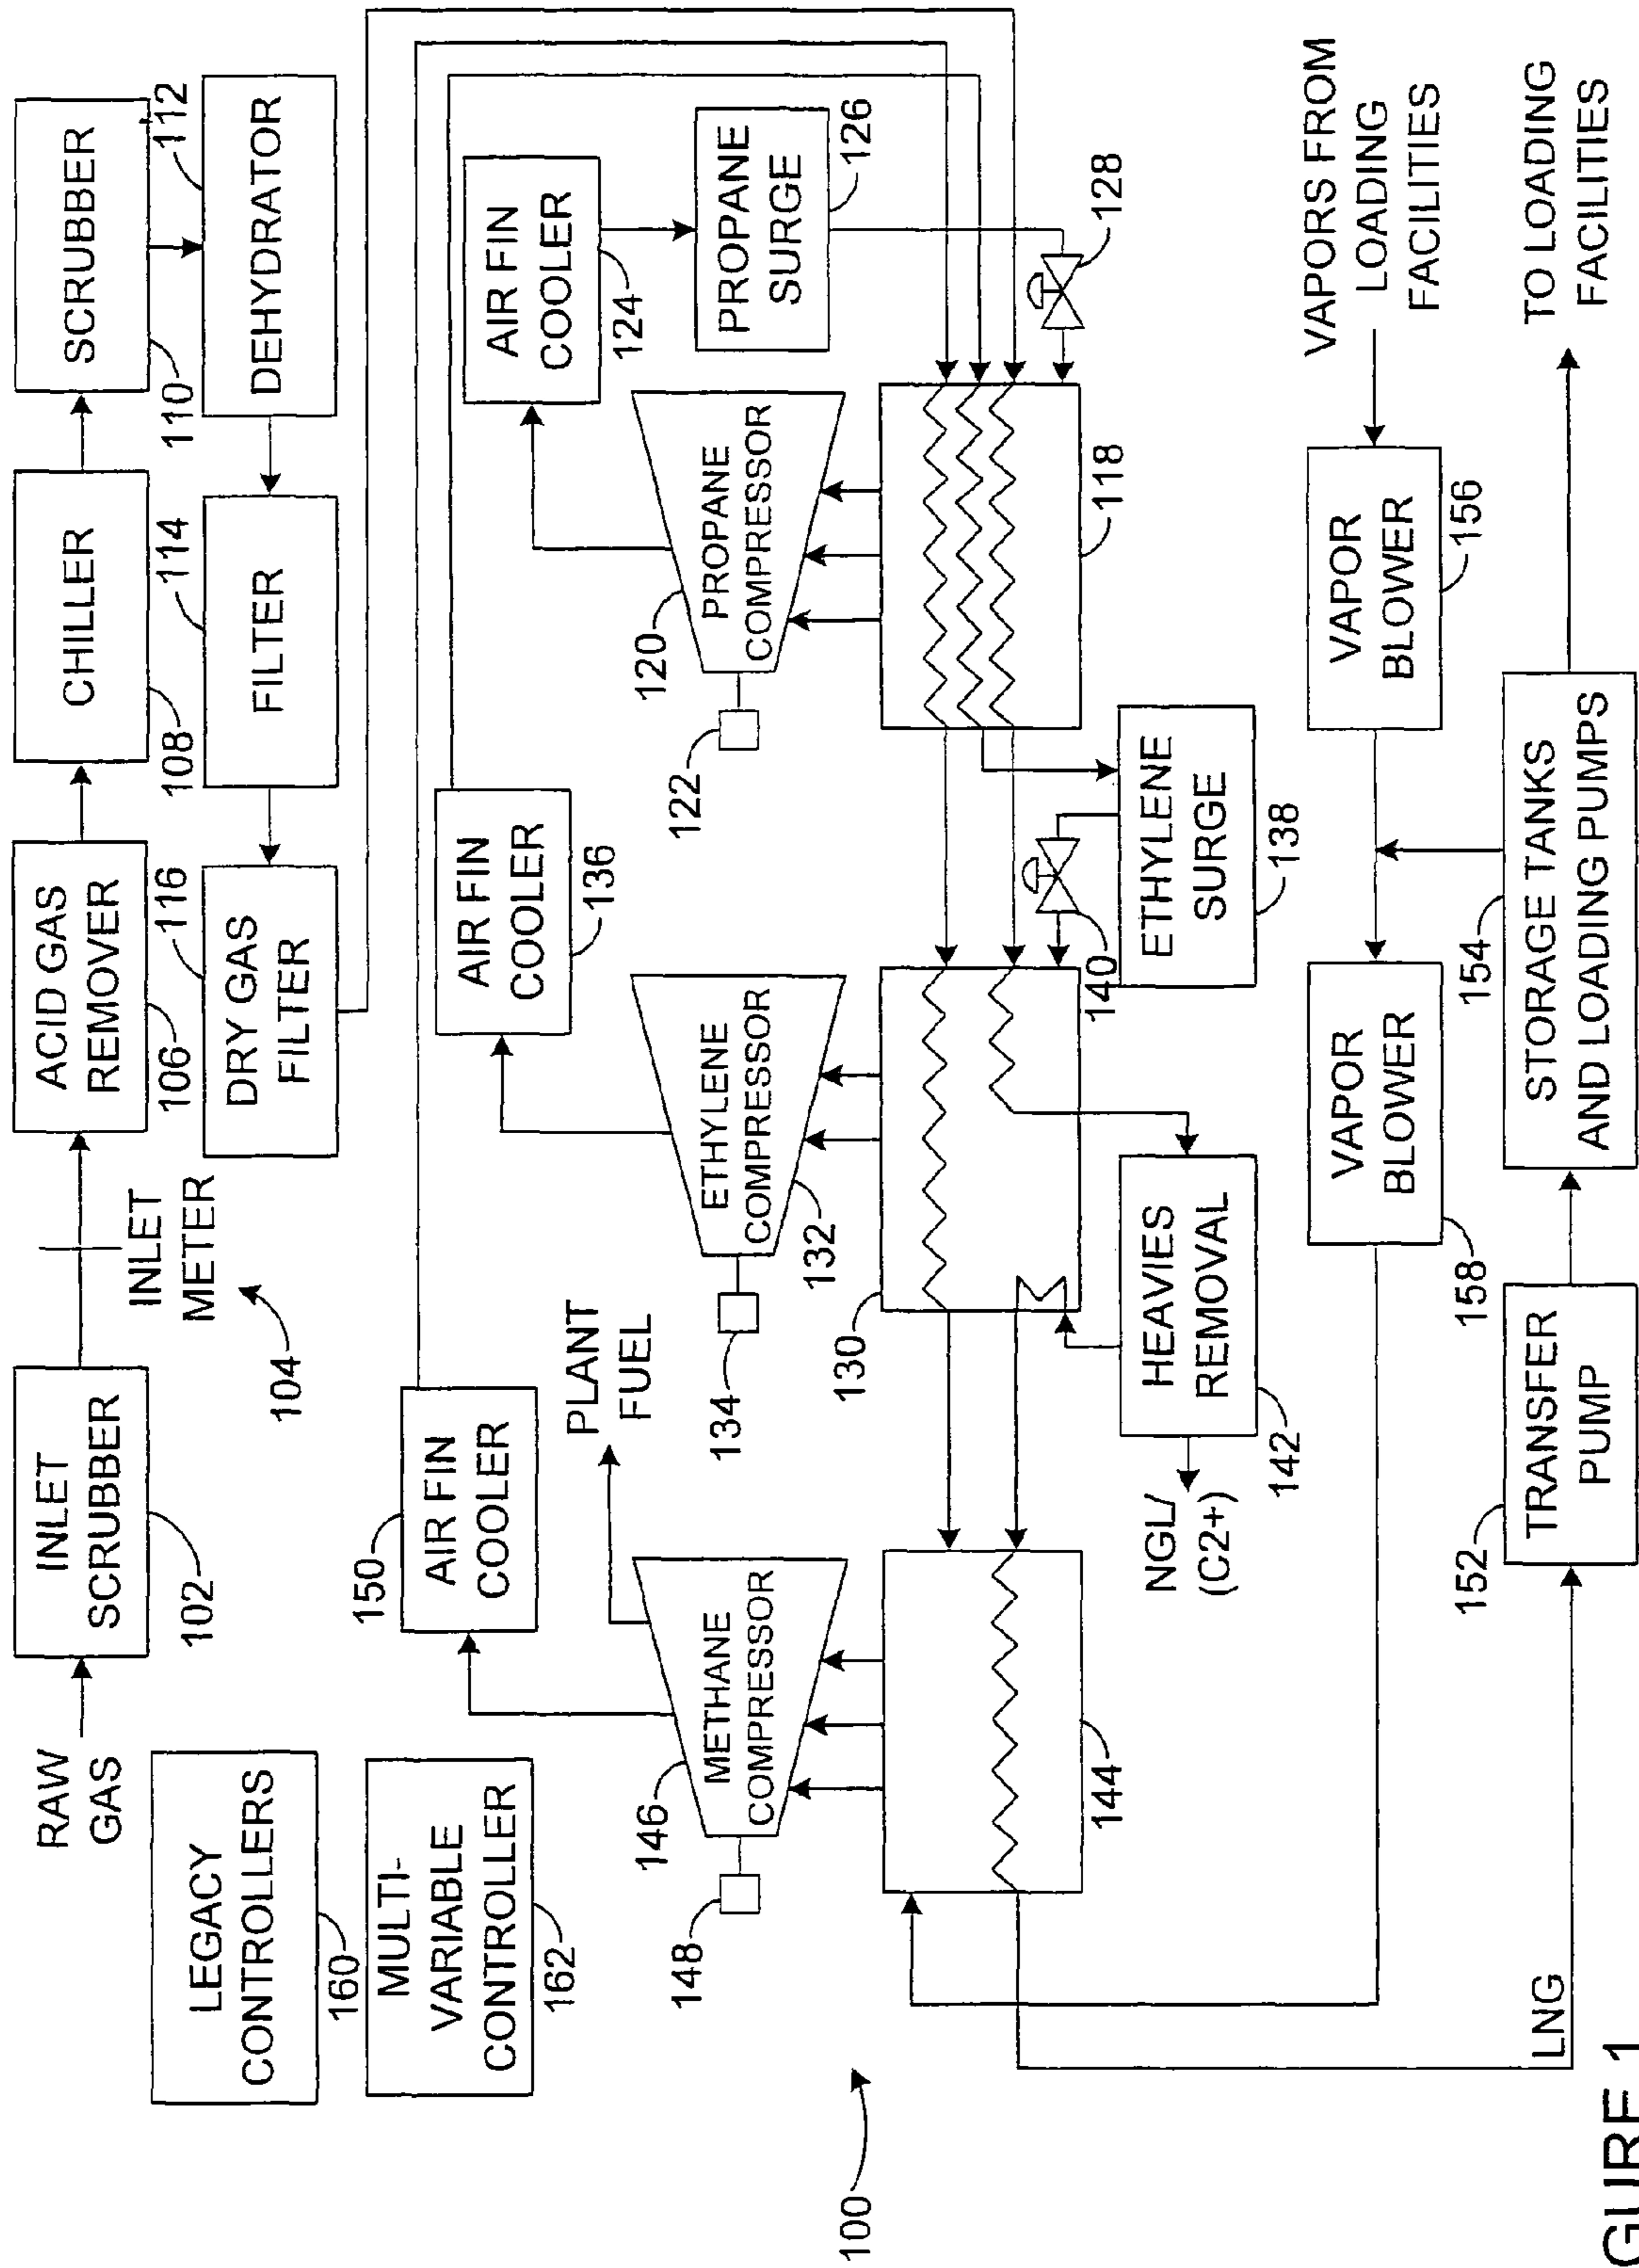 RAW
GAS
INLET
SCRUBBER
102
INLET
METER
104
ACID GAS
REMOVER
106
CHILLER
108
SCRUBBER
110
DEHYDRATOR
112
FILTER
114
DRY GAS
FILTER
116
LEGACY
CONTROLLERS
160
MULTI-
VARIABLE
CONTROLLER
162
150
AIR FIN
COOLER
AIR FIN
COOLER
136
AIR FIN
COOLER
124
PROPANE
SURGE
126
128
PLANT
FUEL
METHANE
COMPRESSOR
146
148
ETHYLENE
COMPRESSOR
132
134
PROPANE
COMPRESSOR
120
122
144
130
118
140
ETHYLENE
SURGE
138
HEAVIES
REMOVAL
142
NGL/
(C2+)
VAPORS FROM
LOADING
FACILITIES
VAPOR
BLOWER
156
VAPOR
BLOWER
158
LNG
152
TRANSFER
PUMP
154
STORAGE TANKS
AND LOADING PUMPS
TO LOADING
FACILITIES
100
GURE 1